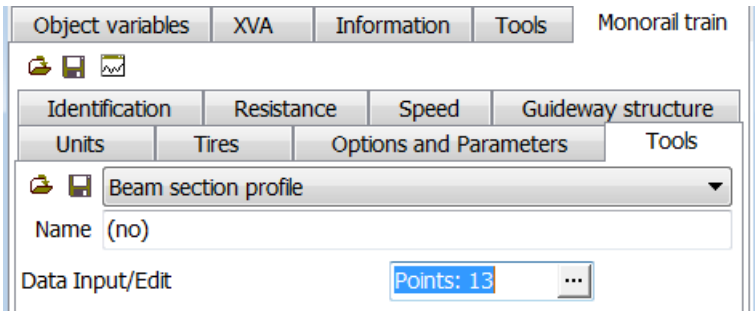 Object variables XVA Information Tools Monorail train
Identification Resistance Speed Guideway structure
Units Tires Options and Parameters Tools
Beam section profile
Name (no)
Data Input/Edit Points: 13 ...